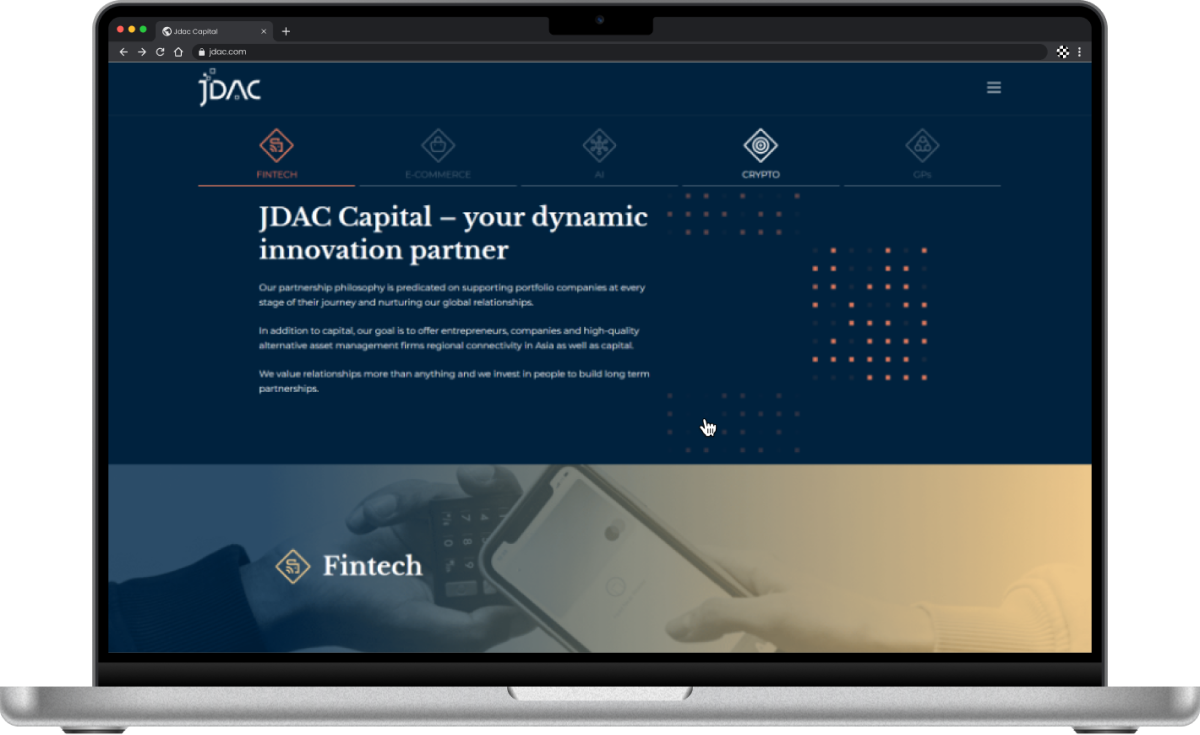 Jdac Capital
jdac.com
JDAC
FINTECH
E-COMMERCE
AI
CRYPTO
GPs
JDAC Capital – your dynamic
innovation partner
Our partnership philosophy is predicated on supporting portfolio companies at every
stage of their journey and nurturing our global relationships.
In addition to capital, our goal is to offer entrepreneurs, companies and high-quality
alternative asset management firms regional connectivity in Asia as well as capital.
We value relationships more than anything and we invest in people to build long term
partnerships.
Fintech